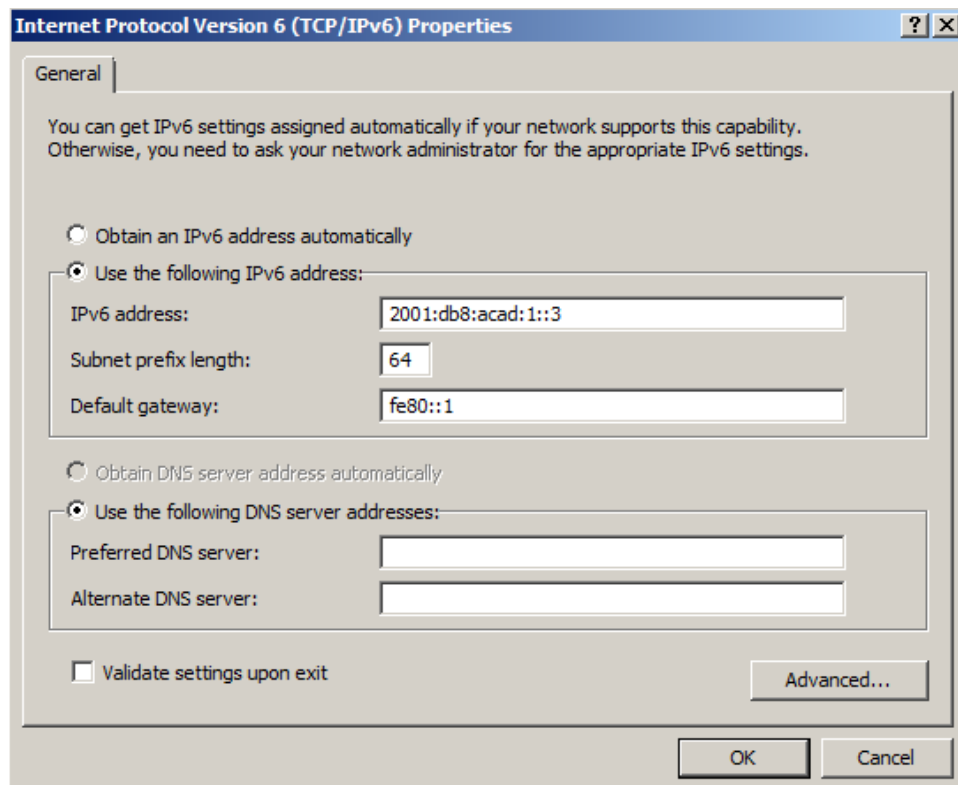 Internet Protocol Version 6 (TCP/IPv6) Properties
General
You can get IPv6 settings assigned automatically if your network supports this capability.
Otherwise, you need to ask your network administrator for the appropriate IPv6 settings.
Obtain an IPv6 address automatically
Use the following IPv6 address:
IPv6 address: 2001:db8:acad:1::3
Subnet prefix length: 64
Default gateway: fe80::1
Obtain DNS server address automatically
Use the following DNS server addresses:
Preferred DNS server:
Alternate DNS server:
Validate settings upon exit
Advanced...
OK Cancel